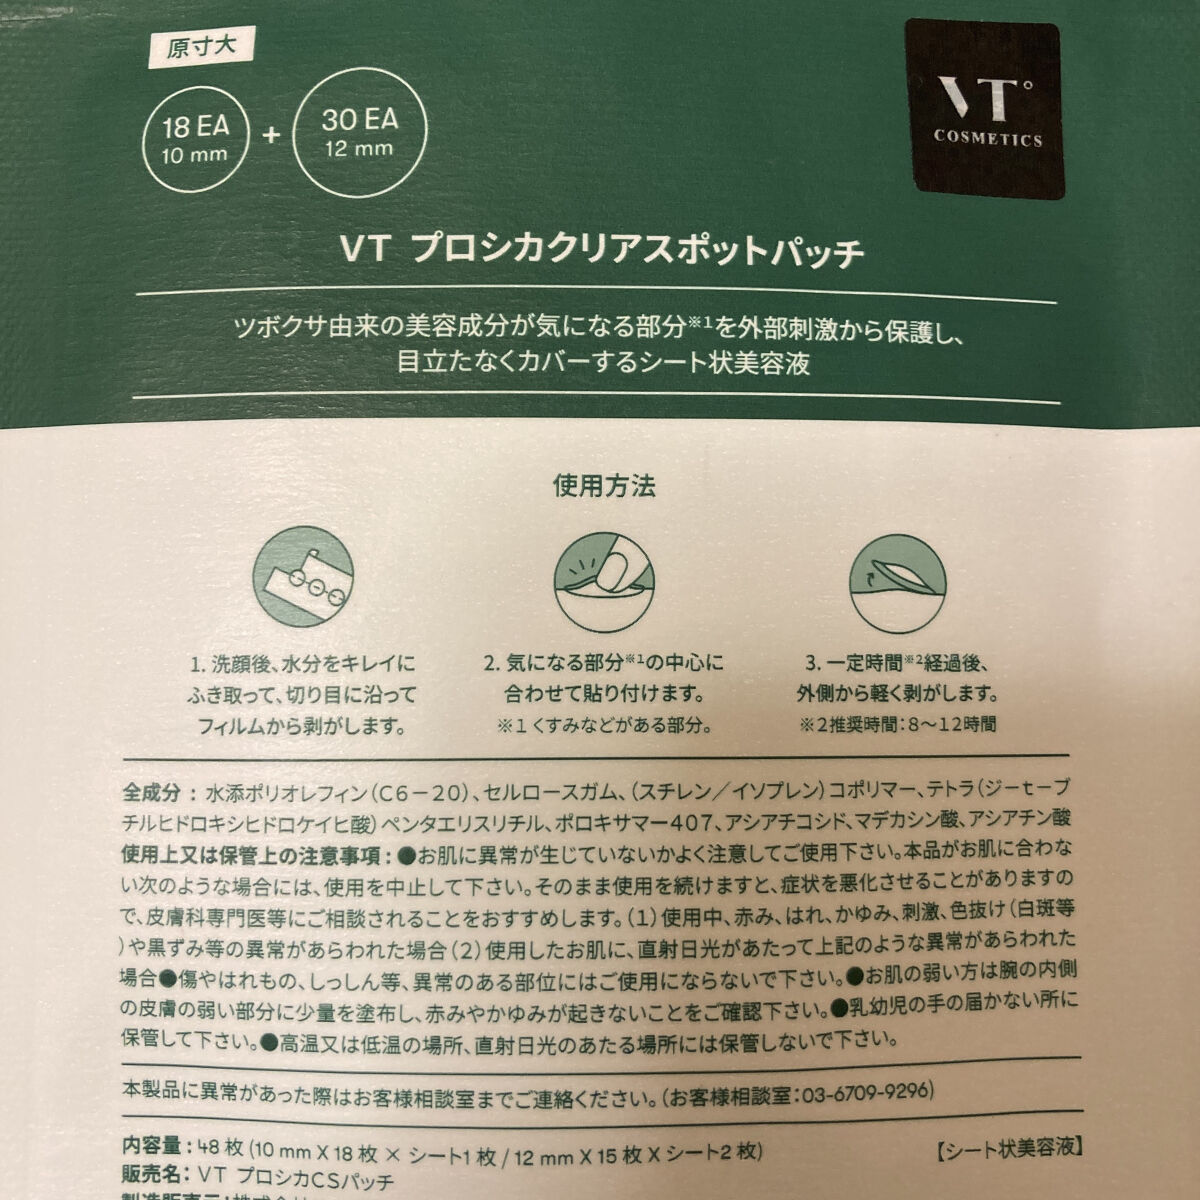 原寸大
VT°
COSMETICS
18 EA
10 mm
+
30 EA
12 mm
VT プロシカクリアスポットパッチ
ツボクサ由来の美容成分が気になる部分※1を外部刺激から保護し、
目立たなくカバーするシート状美容液
使用方法
1. 洗顔後、水分をキレイに
ふき取って、切り目に沿って
フィルムから剥がします。
2. 気になる部分※1の中心に
合わせて貼り付けます。
※1くすみなどがある部分。
3. 一定時間※2経過後、
外側から軽く剥がします。
※2推奨時間：8～12時間
全成分：水添ポリオレフィン（C6－20）、セルロースガム、（スチレン／イソプレン）コポリマー、テトラ（ジーtーブ
チルヒドロキシヒドロケイヒ酸）ペンタエリスリチル、ポロキサマー407、アシアチコシド、マデカシン酸、アシアチン酸
使用上又は保管上の注意事項：●お肌に異常が生じていないかよく注意してご使用下さい。本品がお肌に合わな
い次のような場合には、使用を中止して下さい。そのまま使用を続けますと、症状を悪化させることがありますの
で、皮膚科専門医等にご相談されることをおすすめします。（1）使用中、赤み、はれ、かゆみ、刺激、色抜け（白斑等
）や黒ずみ等の異常があらわれた場合（2）使用したお肌に、直射日光があたって上記のような異常があらわれた
場合●傷やはれもの、しっしん等、異常のある部位にはご使用にならないで下さい。●お肌の弱い方は腕の内側
の皮膚の弱い部分に少量を塗布し、赤みやかゆみが起きないことをご確認下さい。●乳幼児の手の届かない所に
保管して下さい。●高温又は低温の場所、直射日光のあたる場所には保管しないで下さい。
本製品に異常があった際はお客様相談室までご連絡ください。（お客様相談室：03-6709-9296）
内容量：48枚 (10 mm X 18枚 × シート1枚 / 12 mm X 15枚 X シート2枚)
【シート状美容液】
販売名：VT プロシカCSパッチ